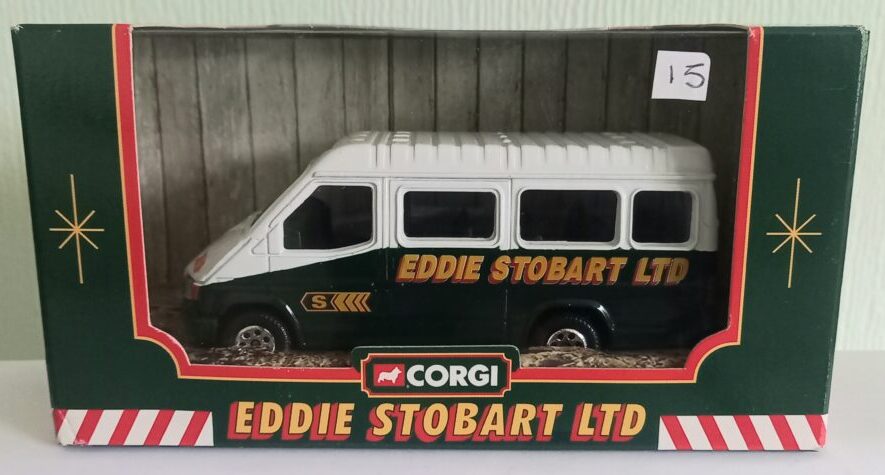 15
EDDIE STOBART LTD
S
CORGI
EDDIE STOBART LTD